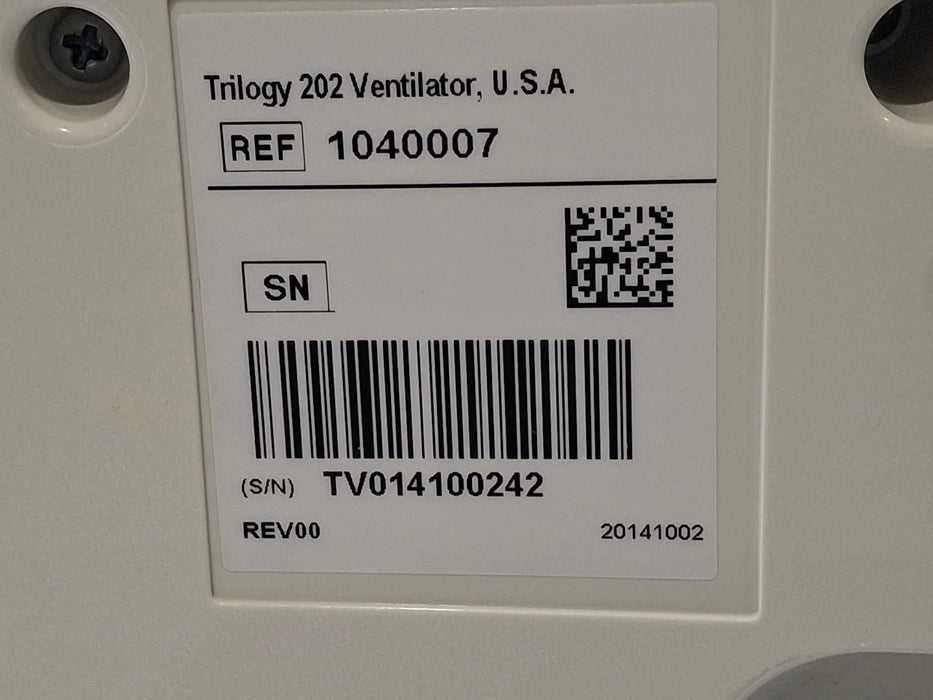 Trilogy 202 Ventilator, U.S.A.
REF 1040007
SN
(S/N) TV014100242
REV00 20141002